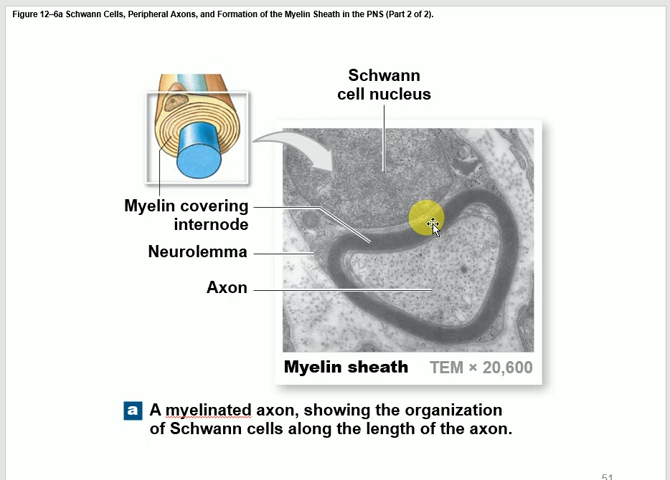 Figure 12–6a Schwann Cells, Peripheral Axons, and Formation of the Myelin Sheath in the PNS (Part 2 of 2).
Schwann
cell nucleus
Myelin covering
internode
Neurolemma
Axon
Myelin sheath TEM × 20,600
a A myelinated axon, showing the organization
of Schwann cells along the length of the axon.
51